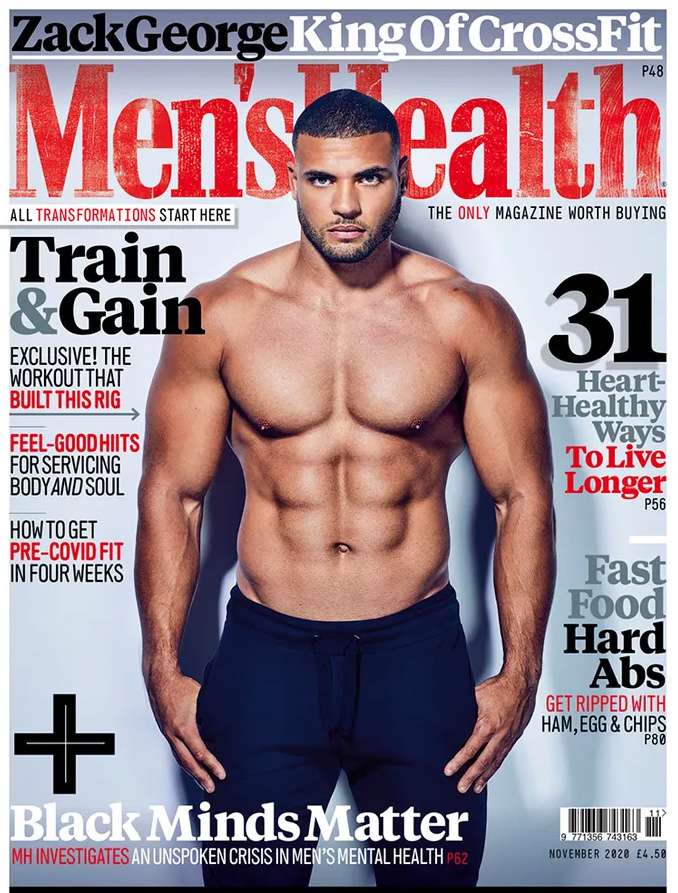 ZackGeorge KingOfCrossFit
P48
Men'sHealth
ALL TRANSFORMATIONS START HERE
THE ONLY MAGAZINE WORTH BUYING
Train
&Gain
EXCLUSIVE! THE
WORKOUT THAT
BUILT THIS RIG
FEEL-GOOD HIITS
FOR SERVICING
BODY AND SOUL
HOW TO GET
PRE-COVID FIT
IN FOUR WEEKS
31
Heart-
Healthy
Ways
To Live
Longer
P56
Fast
Food
Hard
Abs
GET RIPPED WITH
HAM, EGG & CHIPS
P80
+
Black Minds Matter
MH INVESTIGATES AN UNSPOKEN CRISIS IN MEN'S MENTAL HEALTH P62
11>
9 771356 743163
NOVEMBER 2020 £4.50